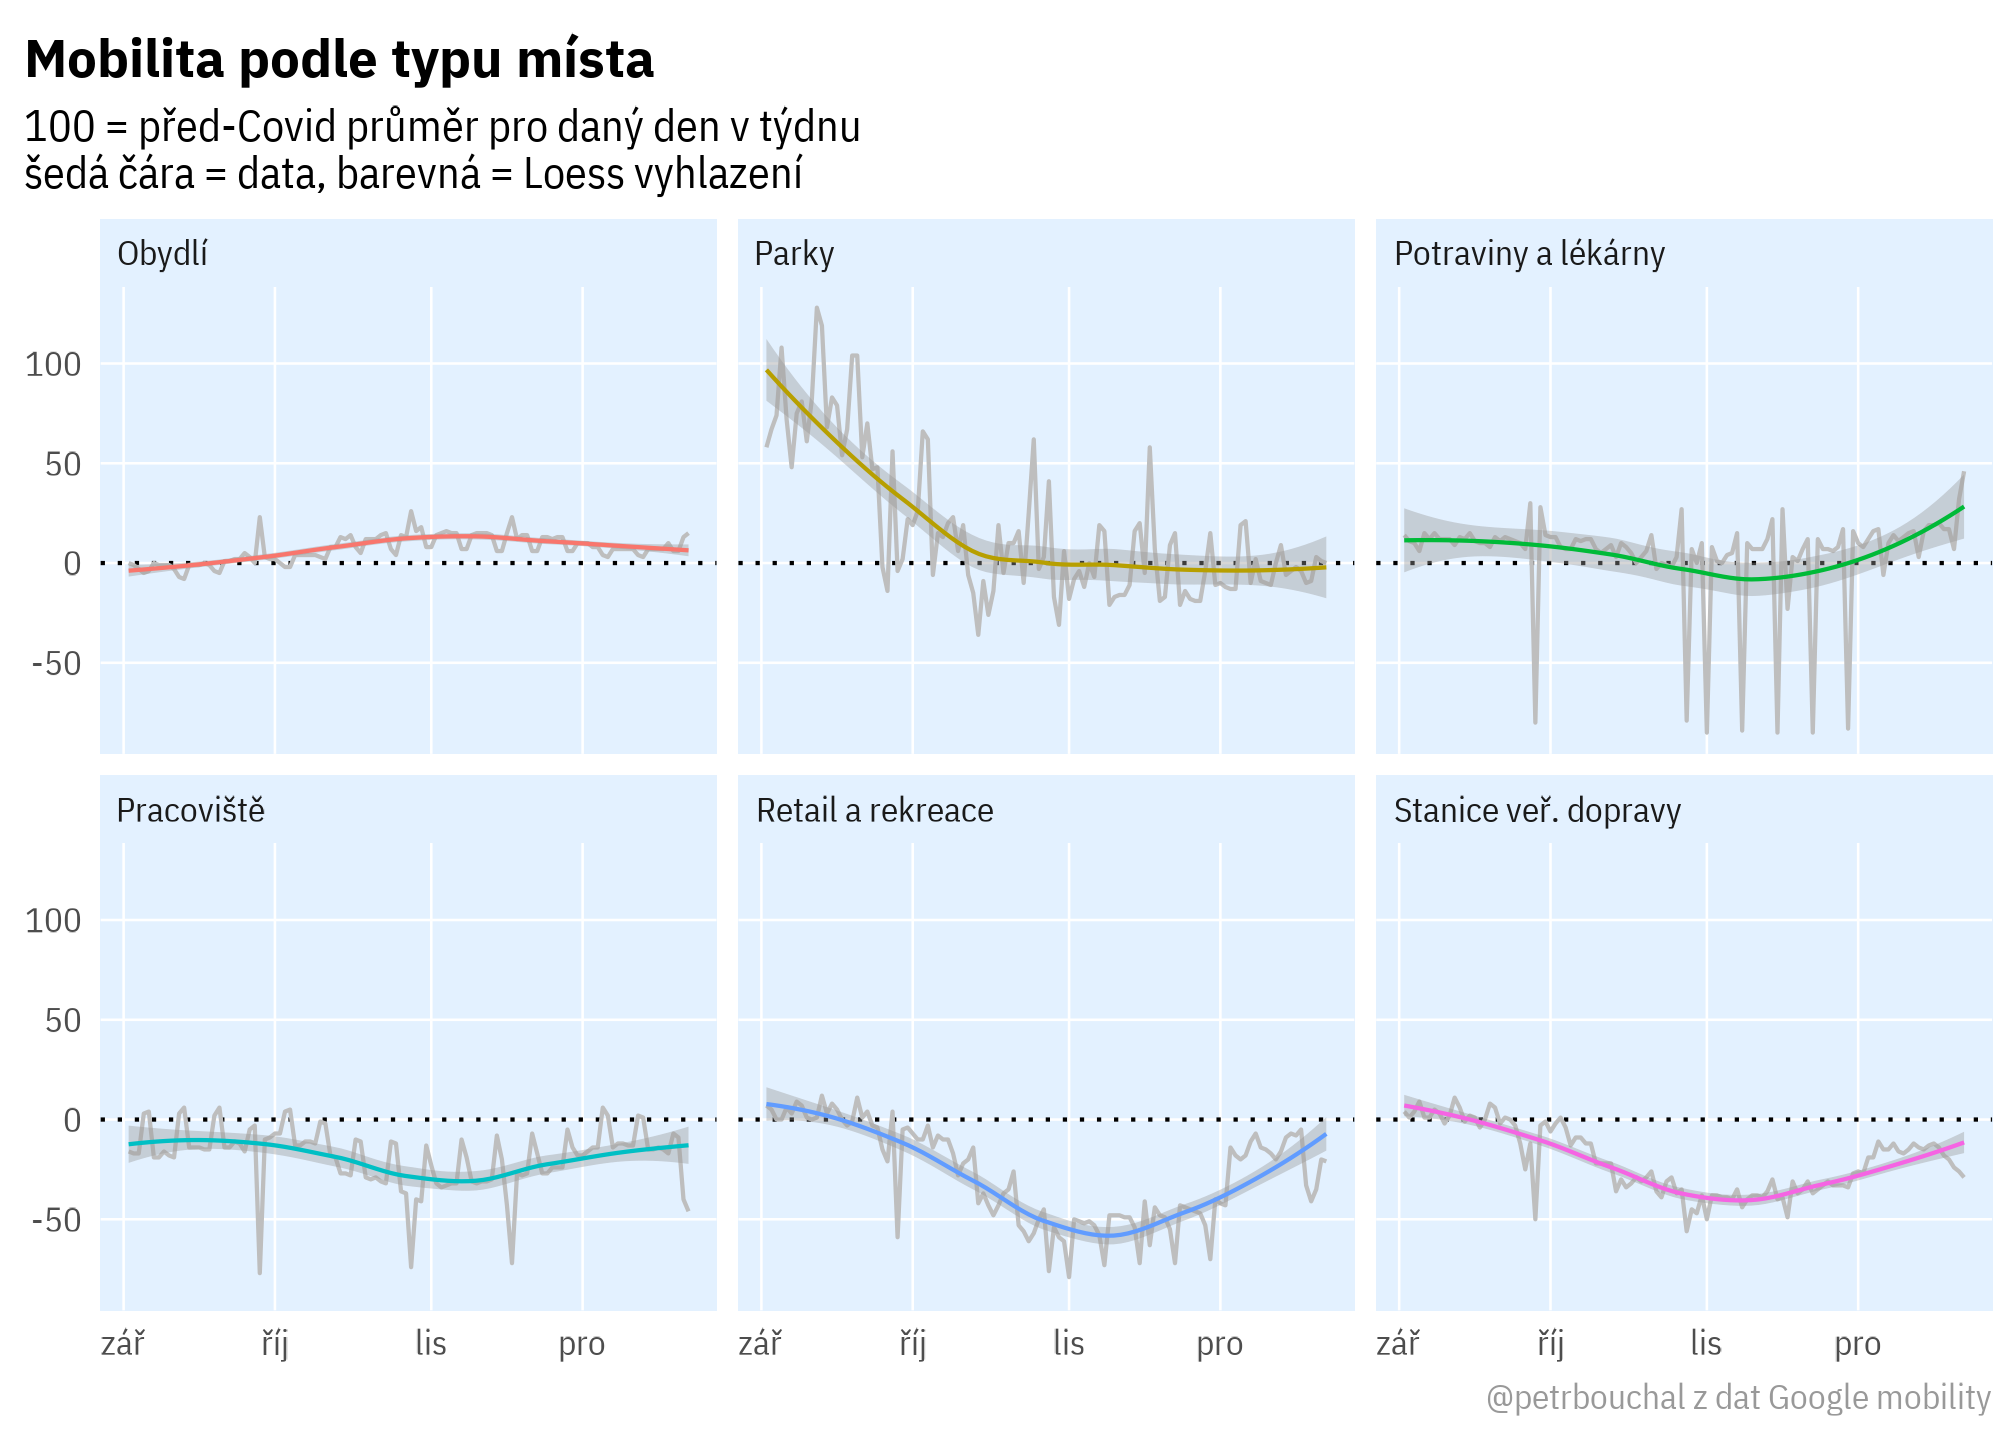 Mobilita podle typu místa
100 = před-Covid průměr pro daný den v týdnu
šedá čára = data, barevná = Loess vyhlazení
Obydlí
Parky
Potraviny a lékárny
100
50
0
-50
Pracoviště
Retail a rekreace
Stanice veř. dopravy
100
50
0
-50
zář říj lis pro zář říj lis pro zář říj lis pro
@petrbouchal z dat Google mobility